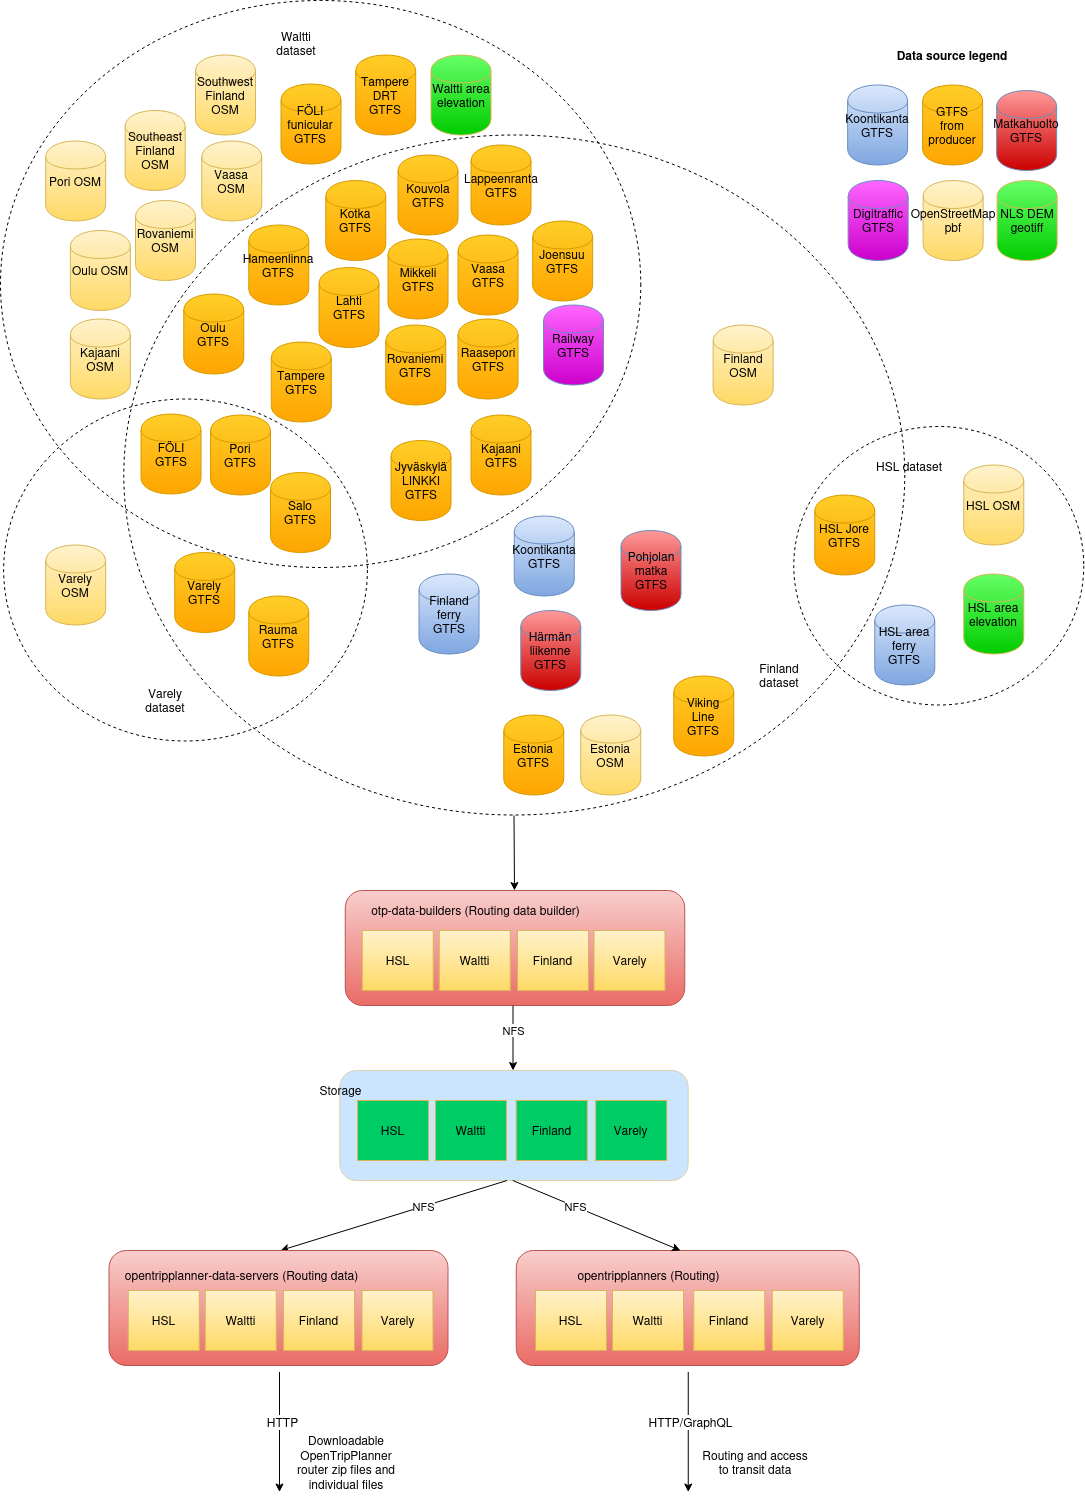 Waltti
dataset
Data source legend
Koontikanta
GTFS
GTFS
from
producer
Matkahuolto
GTFS
Digitraffic
GTFS
OpenStreetMap
pbf
NLS DEM
geotiff
Southwest
Finland
OSM
FÖLI
funicular
GTFS
Tampere
DRT
GTFS
Waltti area
elevation
Southeast
Finland
OSM
Pori OSM
Vaasa
OSM
Rovaniemi
OSM
Oulu OSM
Kajaani
OSM
Kotka
GTFS
Kouvola
GTFS
Lappeenranta
GTFS
Hameenlinna
GTFS
Mikkeli
GTFS
Vaasa
GTFS
Joensuu
GTFS
Oulu
GTFS
Lahti
GTFS
Rovaniemi
GTFS
Raasepori
GTFS
Railway
GTFS
Tampere
GTFS
Finland
OSM
FÖLI
GTFS
Pori
GTFS
Salo
GTFS
Jyväskylä
LINKKI
GTFS
Kajaani
GTFS
HSL dataset
HSL Jore
GTFS
HSL OSM
HSL area
elevation
HSL area
ferry
GTFS
Varely
OSM
Varely
GTFS
Rauma
GTFS
Varely
dataset
Koontikanta
GTFS
Finland
ferry
GTFS
Pohjolan
matka
GTFS
Härmän
liikenne
GTFS
Finland
dataset
Viking
Line
GTFS
Estonia
GTFS
Estonia
OSM
otp-data-builders (Routing data builder)
HSL
Waltti
Finland
Varely
NFS
Storage
HSL
Waltti
Finland
Varely
NFS
NFS
opentripplanner-data-servers (Routing data)
HSL
Waltti
Finland
Varely
opentripplanners (Routing)
HSL
Waltti
Finland
Varely
HTTP
Downloadable
OpenTripPlanner
router zip files and
individual files
HTTP/GraphQL
Routing and access
to transit data